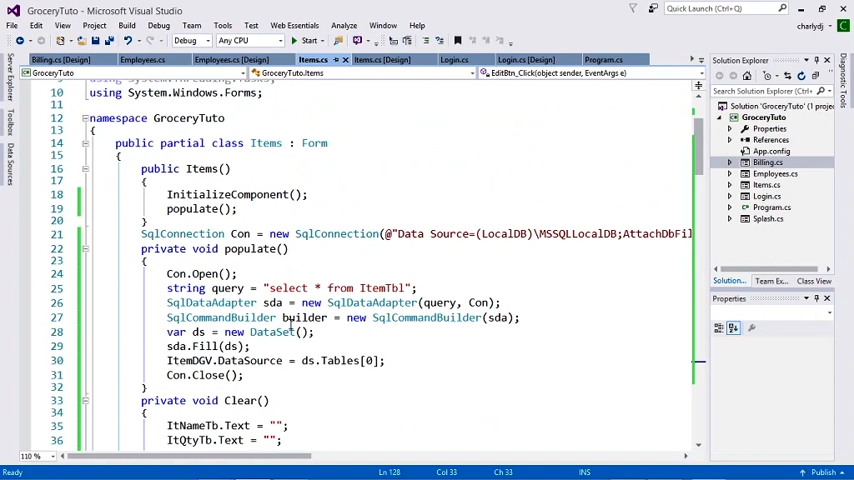 GroceryTuto - Microsoft Visual Studio
Quick Launch (Ctrl+Q)
FILE EDIT VIEW PROJECT BUILD DEBUG TEAM TOOLS TEST WEB ESSENTIALS ANALYZE WINDOW HELP
charlydj
Debug Any CPU Start
Billing.cs [Design] Employees.cs Employees.cs [Design] Items.cs Items.cs [Design] Login.cs Login.cs [Design] Program.cs
GroceryTuto GroceryTuto.Items EditBtn_Click(object sender, EventArgs e)
Server Explorer
Toolbox
Data Sources
10 using System.Windows.Forms;
11
12 namespace GroceryTuto
13 {
14 public partial class Items : Form
15 {
16 public Items()
17 {
18 InitializeComponent();
19 populate();
20 }
21 SqlConnection Con = new SqlConnection(@"Data Source=(LocalDB)\MSSQLLocalDB;AttachDbFil
22 private void populate()
23 {
24 Con.Open();
25 string query = "select * from ItemTbl";
26 SqlDataAdapter sda = new SqlDataAdapter(query, Con);
27 SqlCommandBuilder builder = new SqlCommandBuilder(sda);
28 var ds = new DataSet();
29 sda.Fill(ds);
30 ItemDGV.DataSource = ds.Tables[0];
31 Con.Close();
32 }
33 private void Clear()
34 {
35 ItNameTb.Text = "";
36 ItQtyTb.Text = "";
110 %
Solution Explorer
Search Solution Explorer (Ctrl+;)
Solution 'GroceryTuto' (1 projec
GroceryTuto
Properties
References
App.config
Billing.cs
Employees.cs
Items.cs
Login.cs
Program.cs
Splash.cs
Solution... Team Ex... Class View
Properties
Diagnostic Tools
Ready Ln 128 Col 33 Ch 33 INS Publish